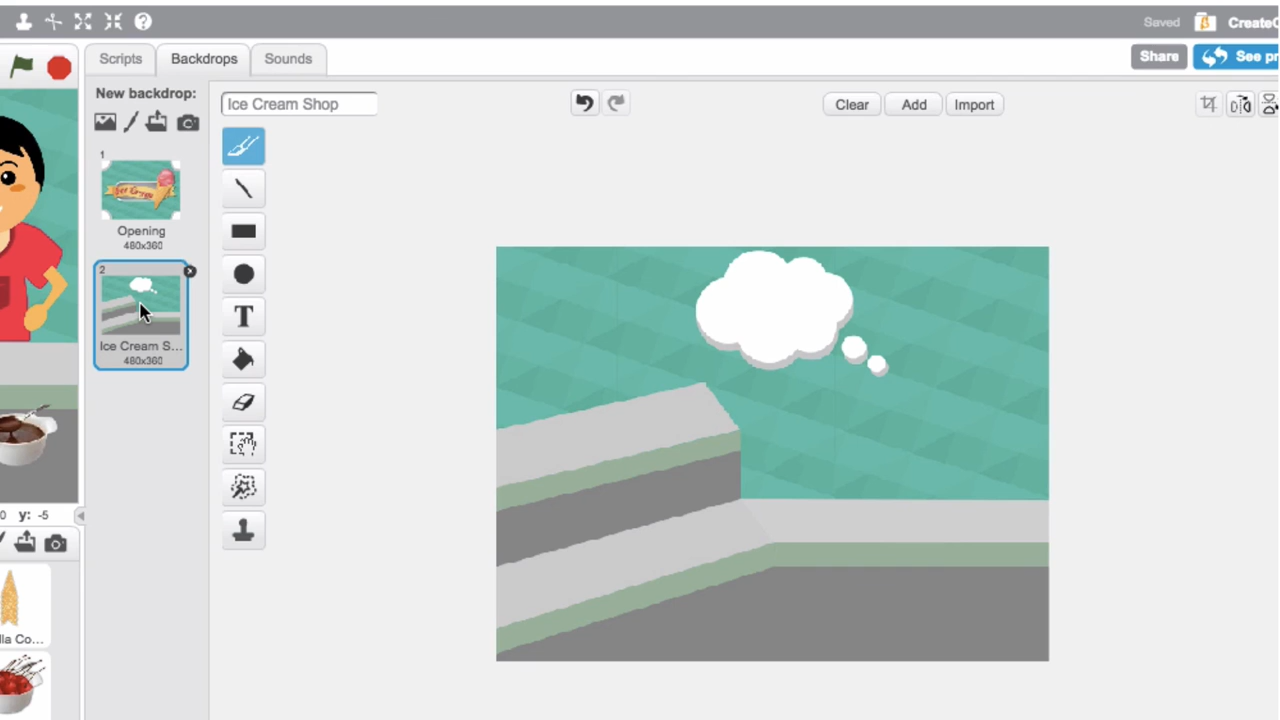 Saved
CreateC
Scripts
Backdrops
Sounds
Share
See pr
New backdrop:
Ice Cream Shop
Clear
Add
Import
1
Opening
480x360
2
Ice Cream S...
480x360
T
0 y: -5
lla Co...